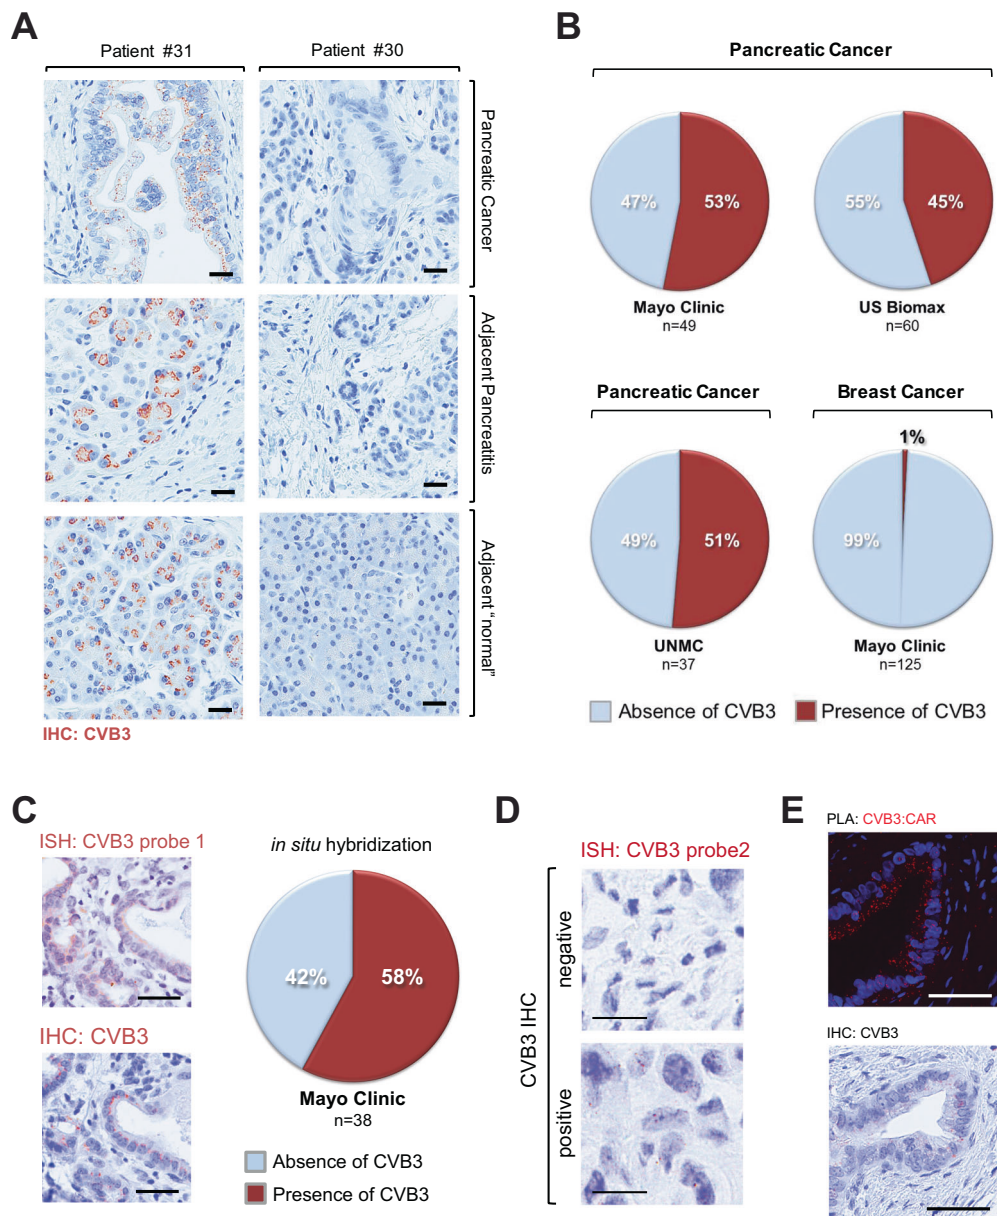 A
Patient #31
Patient #30
Pancreatic Cancer
Adjacent Pancreatitis
Adjacent “normal”
IHC: CVB3
B
Pancreatic Cancer
47%
53%
Mayo Clinic
n=49
55%
45%
US Biomax
n=60
Pancreatic Cancer
49%
51%
UNMC
n=37
Breast Cancer
1%
99%
Mayo Clinic
n=125
Absence of CVB3
Presence of CVB3
C
ISH: CVB3 probe 1
IHC: CVB3
in situ hybridization
42%
58%
Mayo Clinic
n=38
Absence of CVB3
Presence of CVB3
D
ISH: CVB3 probe2
CVB3 IHC
negative
positive
E
PLA: CVB3:CAR
IHC: CVB3